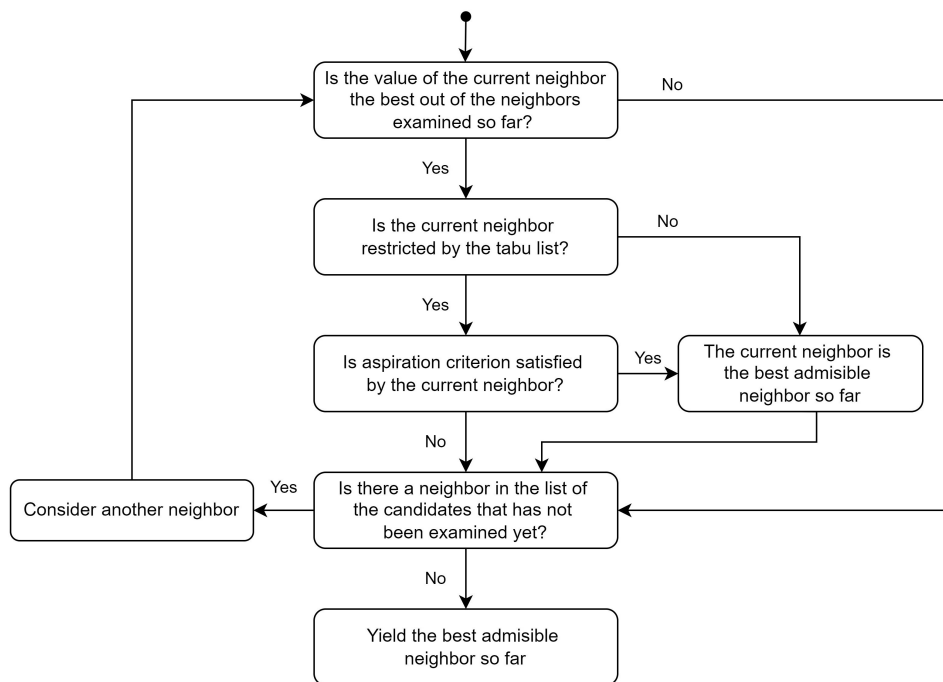 Is the value of the current neighbor
the best out of the neighbors
examined so far?
No
Yes
Is the current neighbor
restricted by the tabu list?
No
Yes
Is aspiration criterion satisfied
by the current neighbor?
Yes
The current neighbor is
the best admisible
neighbor so far
No
Is there a neighbor in the list of
the candidates that has not
been examined yet?
Yes
Consider another neighbor
No
Yield the best admisible
neighbor so far